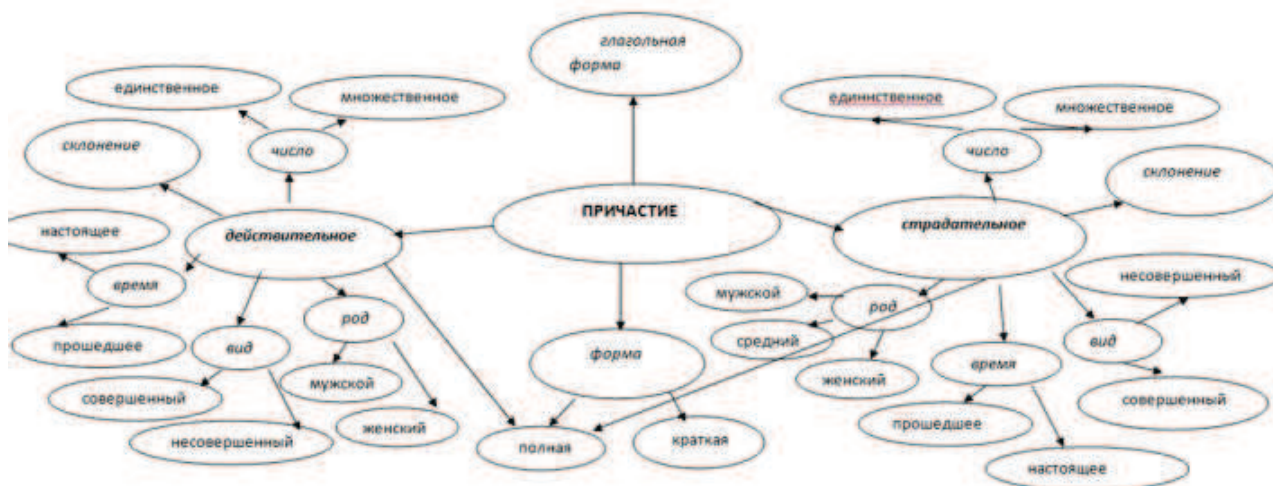 глагольная
форма
единственное
множественное
единнственное
множественное
склонение
число
число
склонение
ПРИЧАСТИЕ
настоящее
действительное
страдательное
время
несовершенный
мужской
род
прошедшее
вид
род
средний
форма
время
вид
мужской
женский
совершенный
совершенный
несовершенный
женский
полная
краткая
прошедшее
настоящее